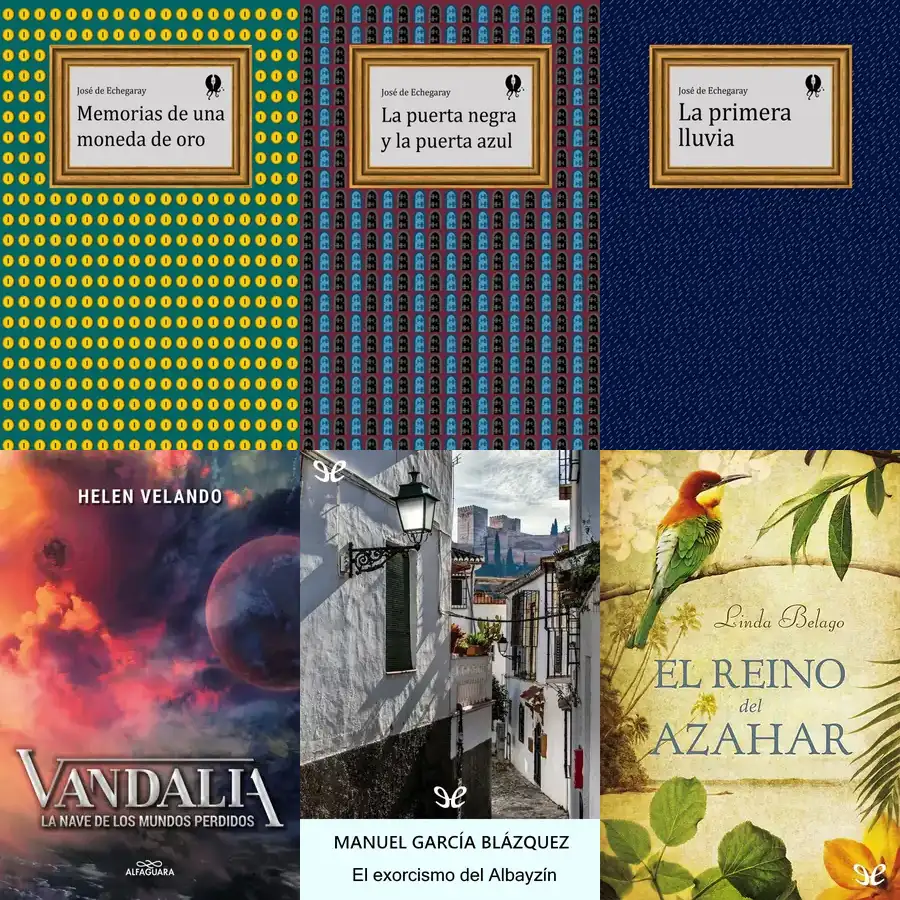 José de Echegaray
Memorias de una
moneda de oro
José de Echegaray
La puerta negra
y la puerta azul
José de Echegaray
La primera
lluvia
HELEN VELANDO
VANDALIA
LA NAVE DE LOS MUNDOS PERDIDOS
ALFAGUARA
MANUEL GARCÍA BLÁZQUEZ
El exorcismo del Albayzín
Linda Belago
EL REINO
del
AZAHAR